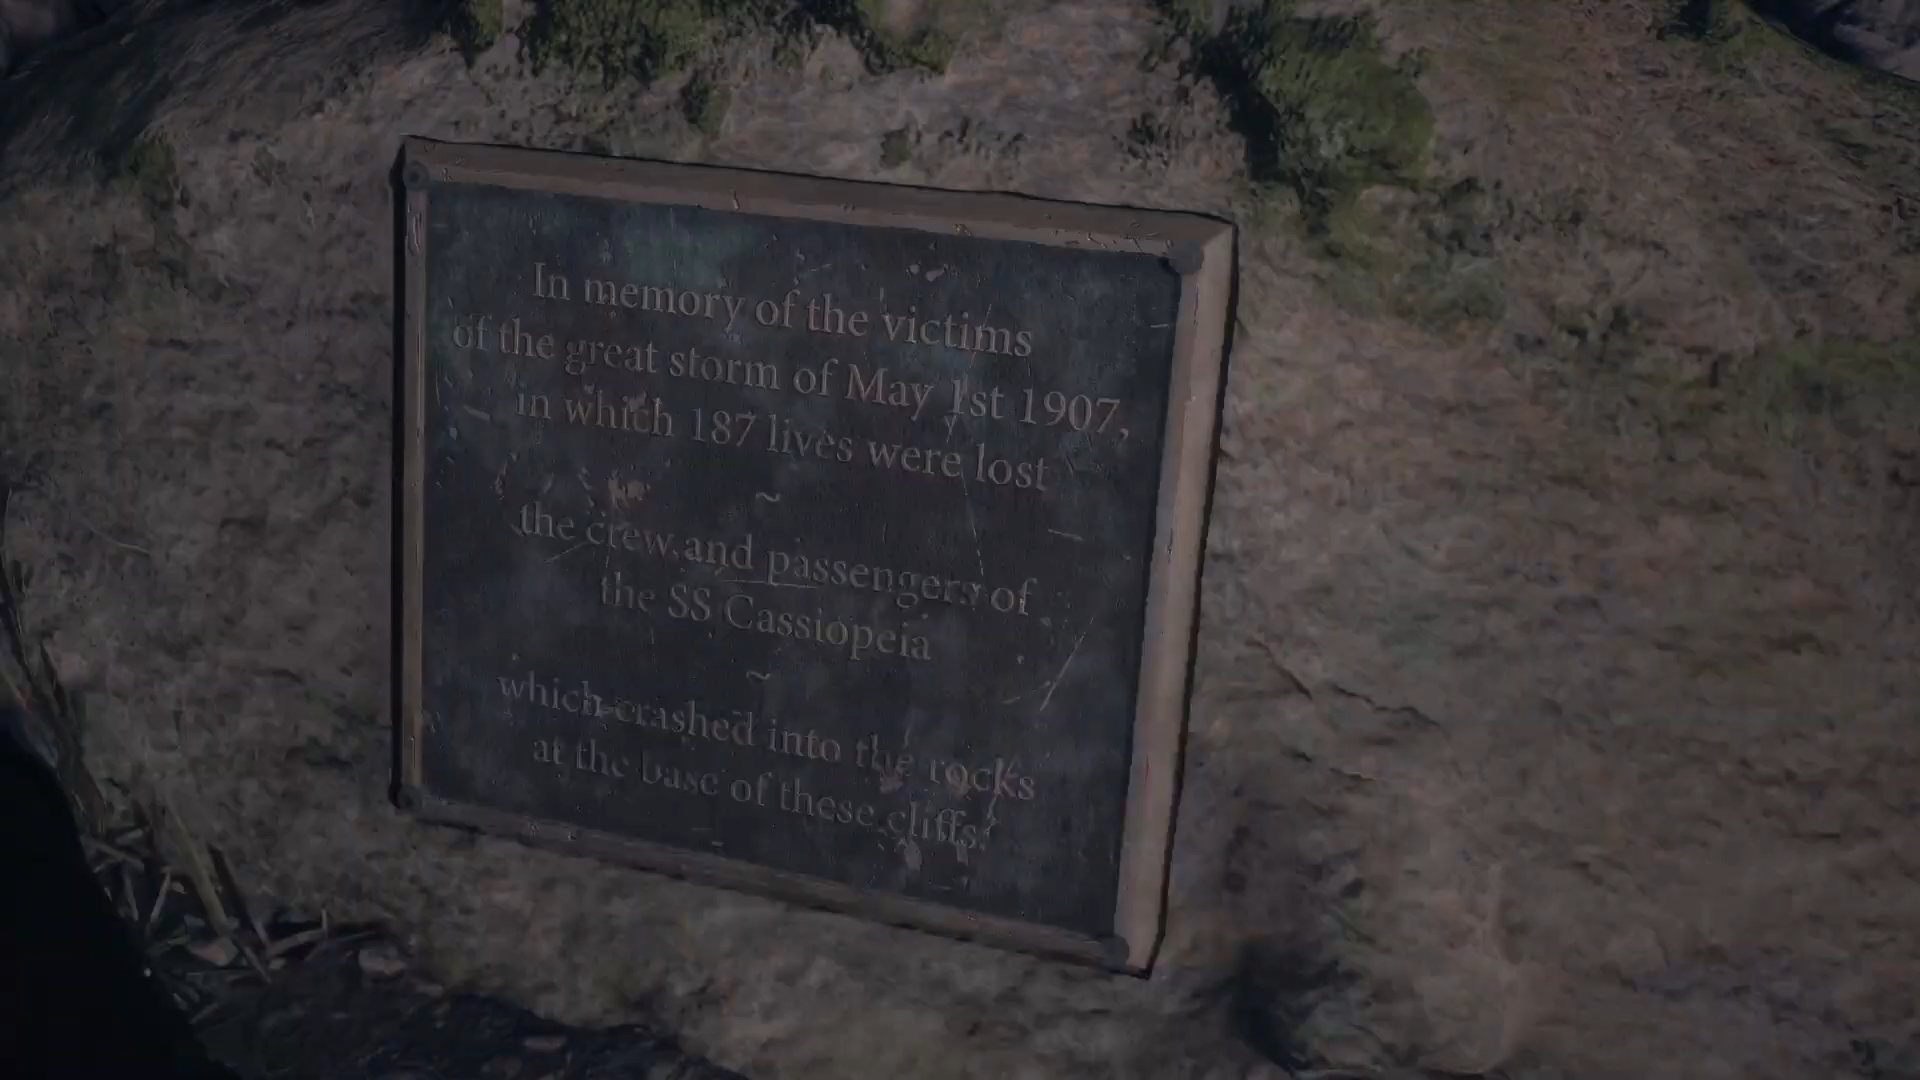 In memory of the victims
of the great storm of May 1st 1907,
in which 187 lives were lost
~
the crew and passengers of
the SS Cassiopeia
~
which crashed into the rocks
at the base of these cliffs.